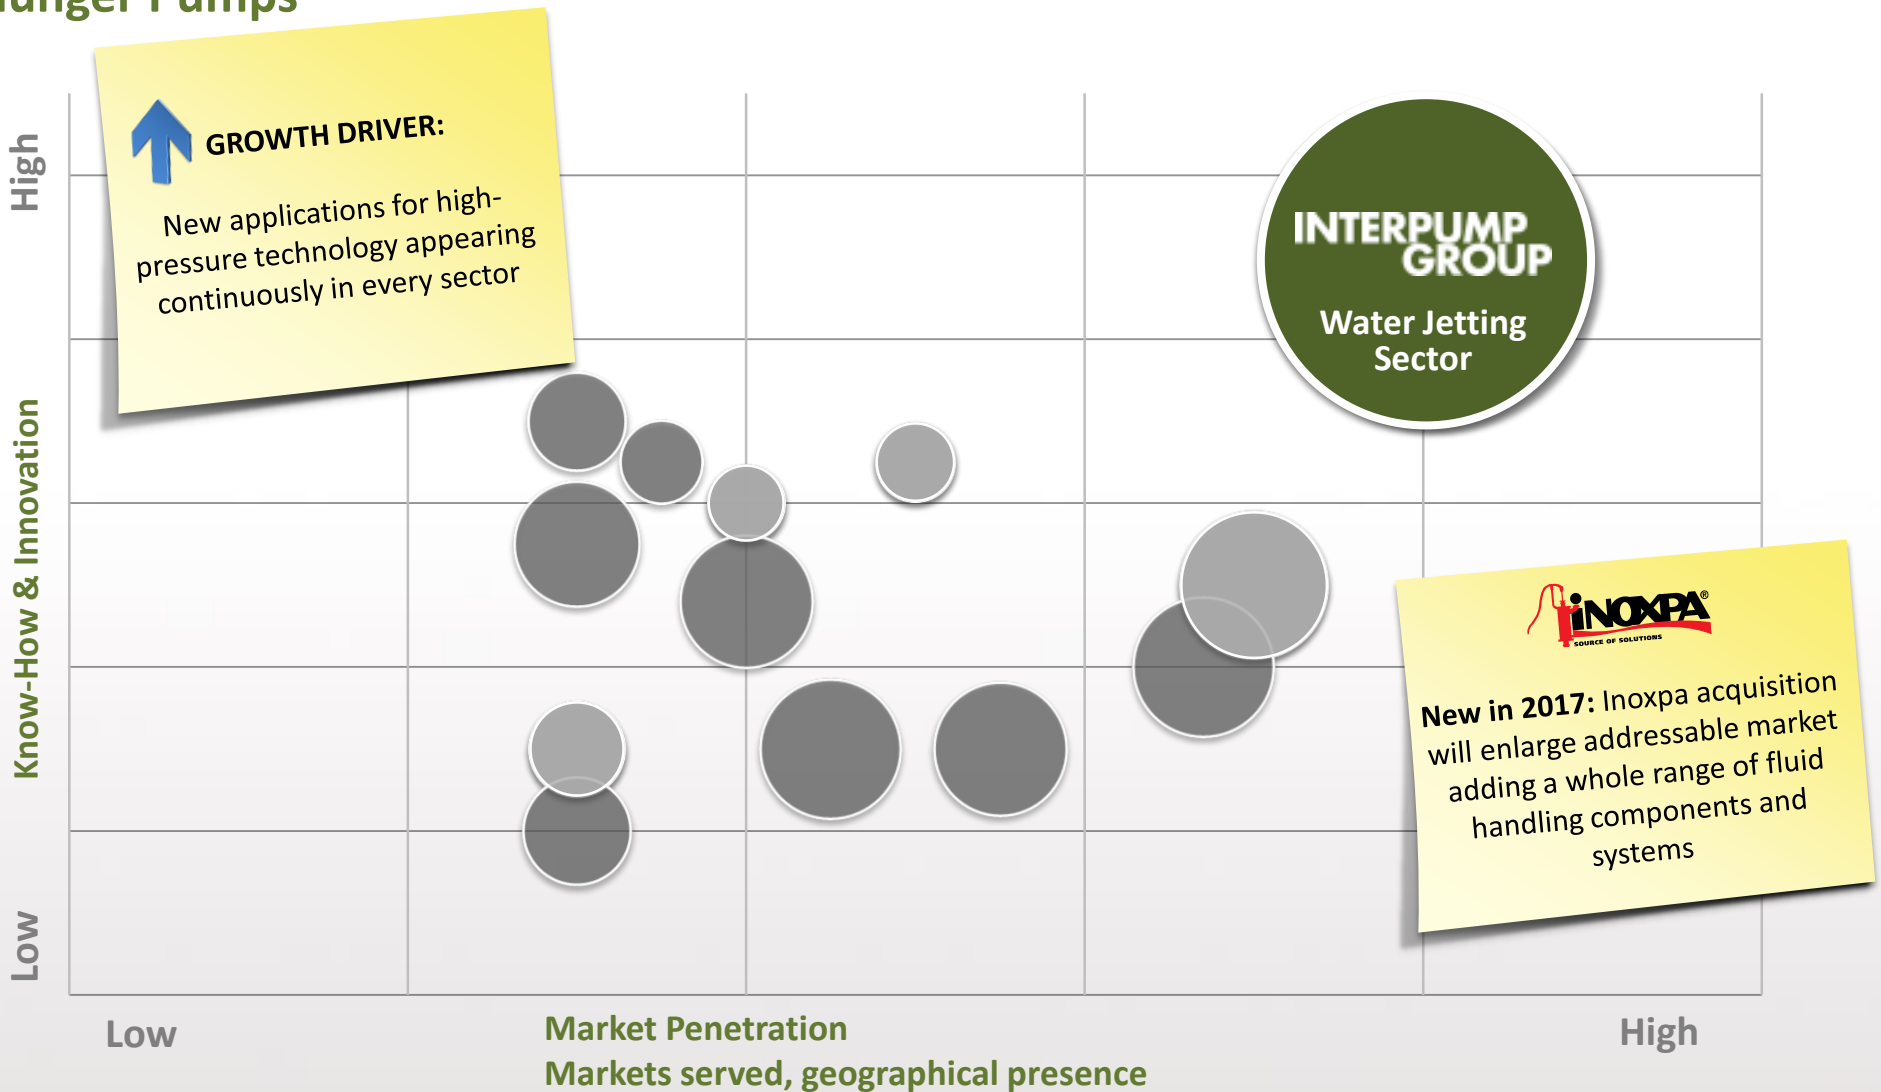 Pumps
GROWTH DRIVER:
New applications for high-
pressure technology appearing
continuously in every sector
High
INTERPUMP
GROUP
Water Jetting
Sector
Know-How & Innovation
iNOXPA®
SOURCE OF SOLUTIONS
New in 2017: Inoxpa acquisition
will enlarge addressable market
adding a whole range of fluid
handling components and
systems
Low
Low
Market Penetration
High
Markets served, geographical presence